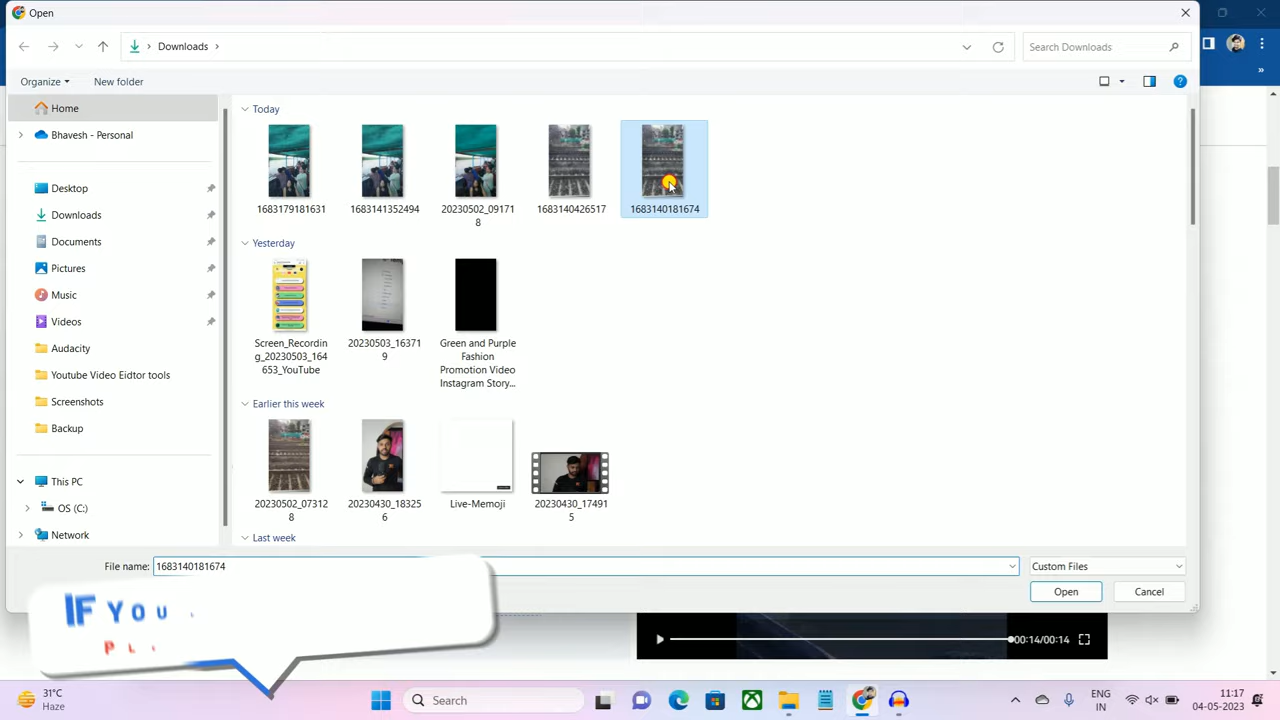 Open
Downloads
Search Downloads
Organize
New folder
Home
Bhavesh - Personal
Desktop
Downloads
Documents
Pictures
Music
Videos
Audacity
Youtube Video Eidtor tools
Screenshots
Backup
This PC
OS (C:)
Network
Today
1683179181631
1683141352494
20230502_09171
8
1683140426517
1683140181674
Yesterday
Screen_Recordin
g_20230503_164
653_YouTube
20230503_16371
9
Green and Purple
Fashion
Promotion Video
Instagram Story...
Earlier this week
20230502_07312
8
20230430_18325
6
Live-Memoji
20230430_17491
5
Last week
File name:
1683140181674
Custom Files
Open
Cancel
IF YOU
PL
00:14/00:14
31°C
Haze
Search
ENG
IN
11:17
04-05-2023